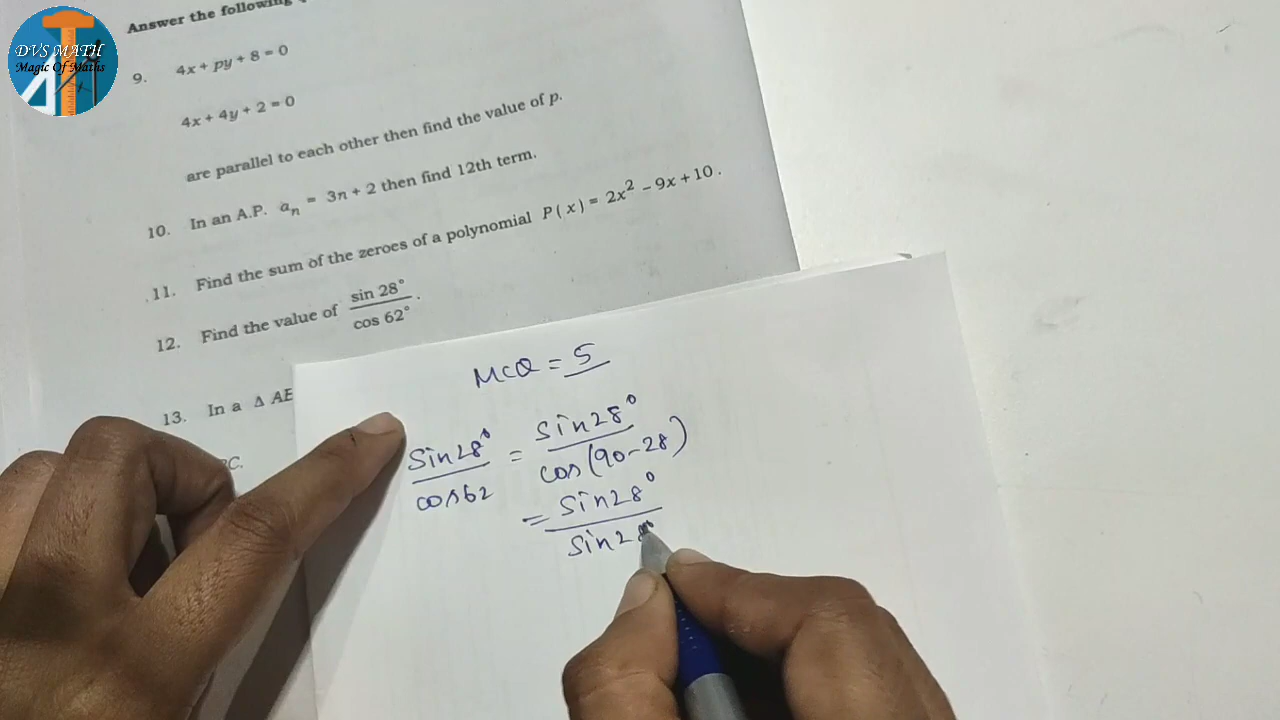 DVS MATH
Magic Of Maths
Answer the following
9. 4x + py + 8 = 0
4x + 4y + 2 = 0
are parallel to each other then find the value of p.
10. In an A.P. aₙ = 3n + 2 then find 12th term.
11. Find the sum of the zeroes of a polynomial P ( x ) = 2x² − 9x + 10 .
12. Find the value of sin 28° / cos 62° .
13. In a Δ AB
MCQ = 5
sin28° / cos62 = sin28° / cos(90-28)
= sin28° / sin28°